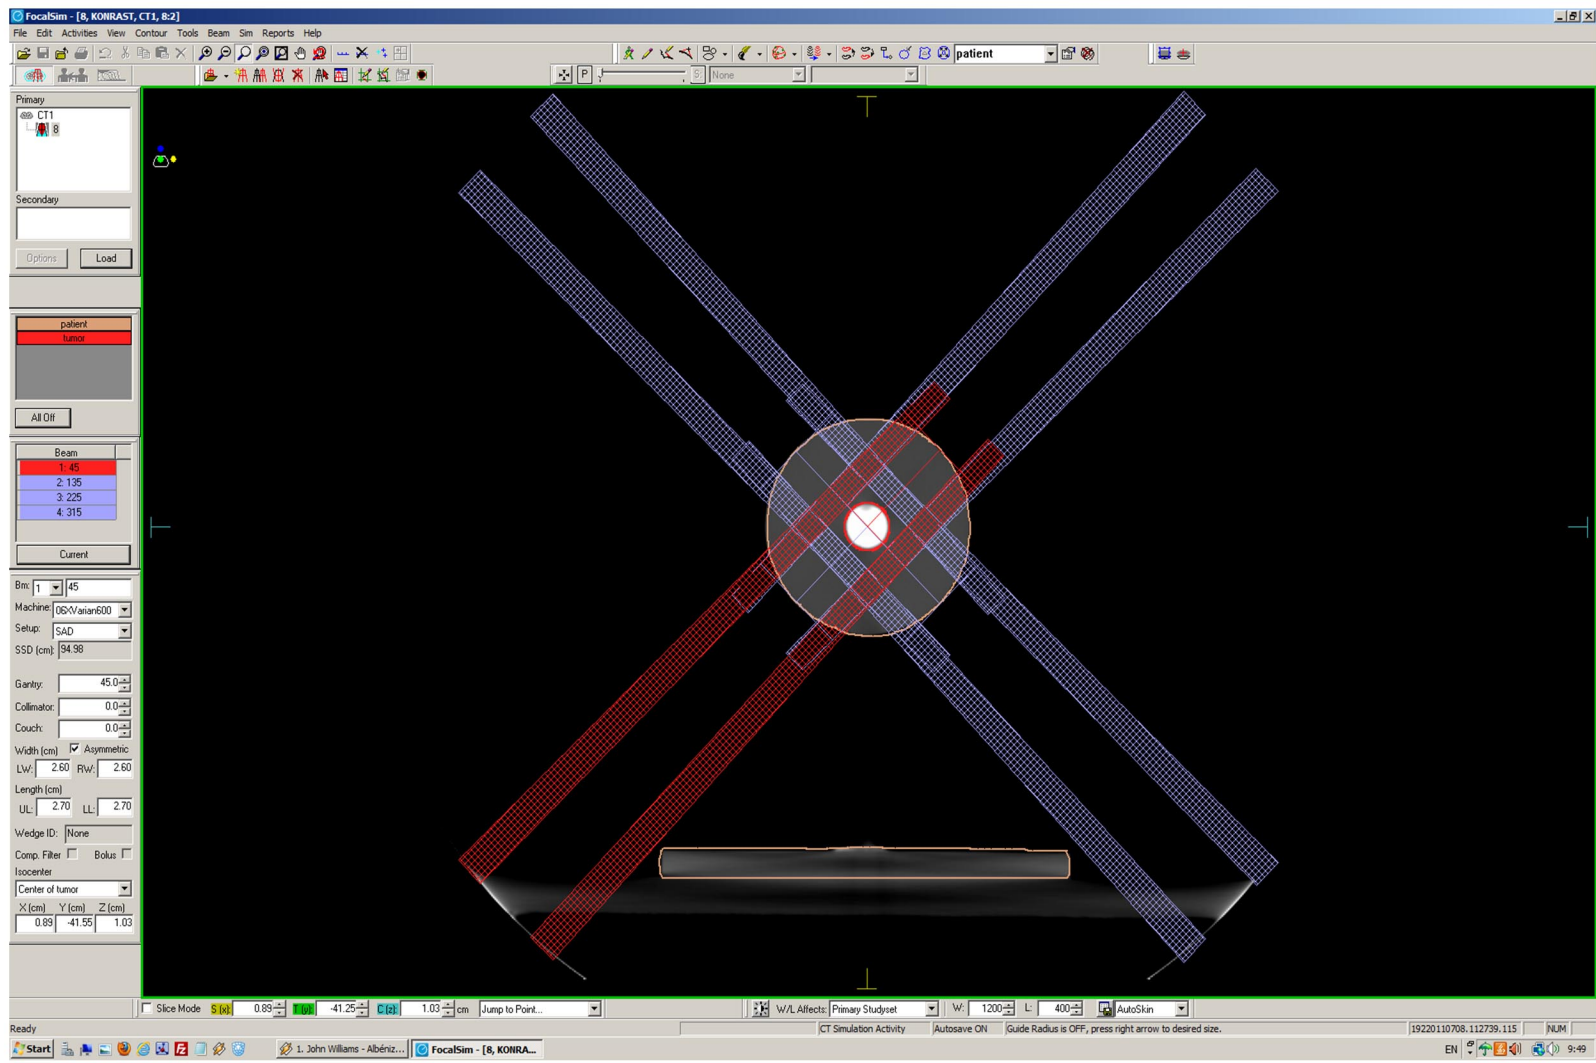 FocalSim - [8, KONRAST, CT1, 8:2]
File Edit Activities View Contour Tools Beam Sim Reports Help
patient
P
S:
None
Primary
CT1
8
Secondary
Options Load
patient
tumor
All Off
Beam
1: 45
2: 135
3: 225
4: 315
Current
Bm: 1 45
Machine: 06XVarian600
Setup: SAD
SSD (cm): 94.98
Gantry: 45.0
Collimator: 0.0
Couch: 0.0
Width (cm) Asymmetric
LW: 2.60 RW: 2.60
Length (cm)
UL: 2.70 LL: 2.70
Wedge ID: None
Comp. Filter Bolus
Isocenter
Center of tumor
X (cm) Y (cm) Z (cm)
0.89 -41.55 1.03
Slice Mode S (x): 0.89 T (y): -41.25 C (z): 1.03 cm Jump to Point... W/L Affects: Primary Studyset W: 1200 L: 400 AutoSkin
Ready CT Simulation Activity Autosave ON Guide Radius is OFF, press right arrow to desired size. 19220110708.112739.115 NUM
Start 1. John Williams - Albéniz... FocalSim - [8, KONRA... EN 9:49